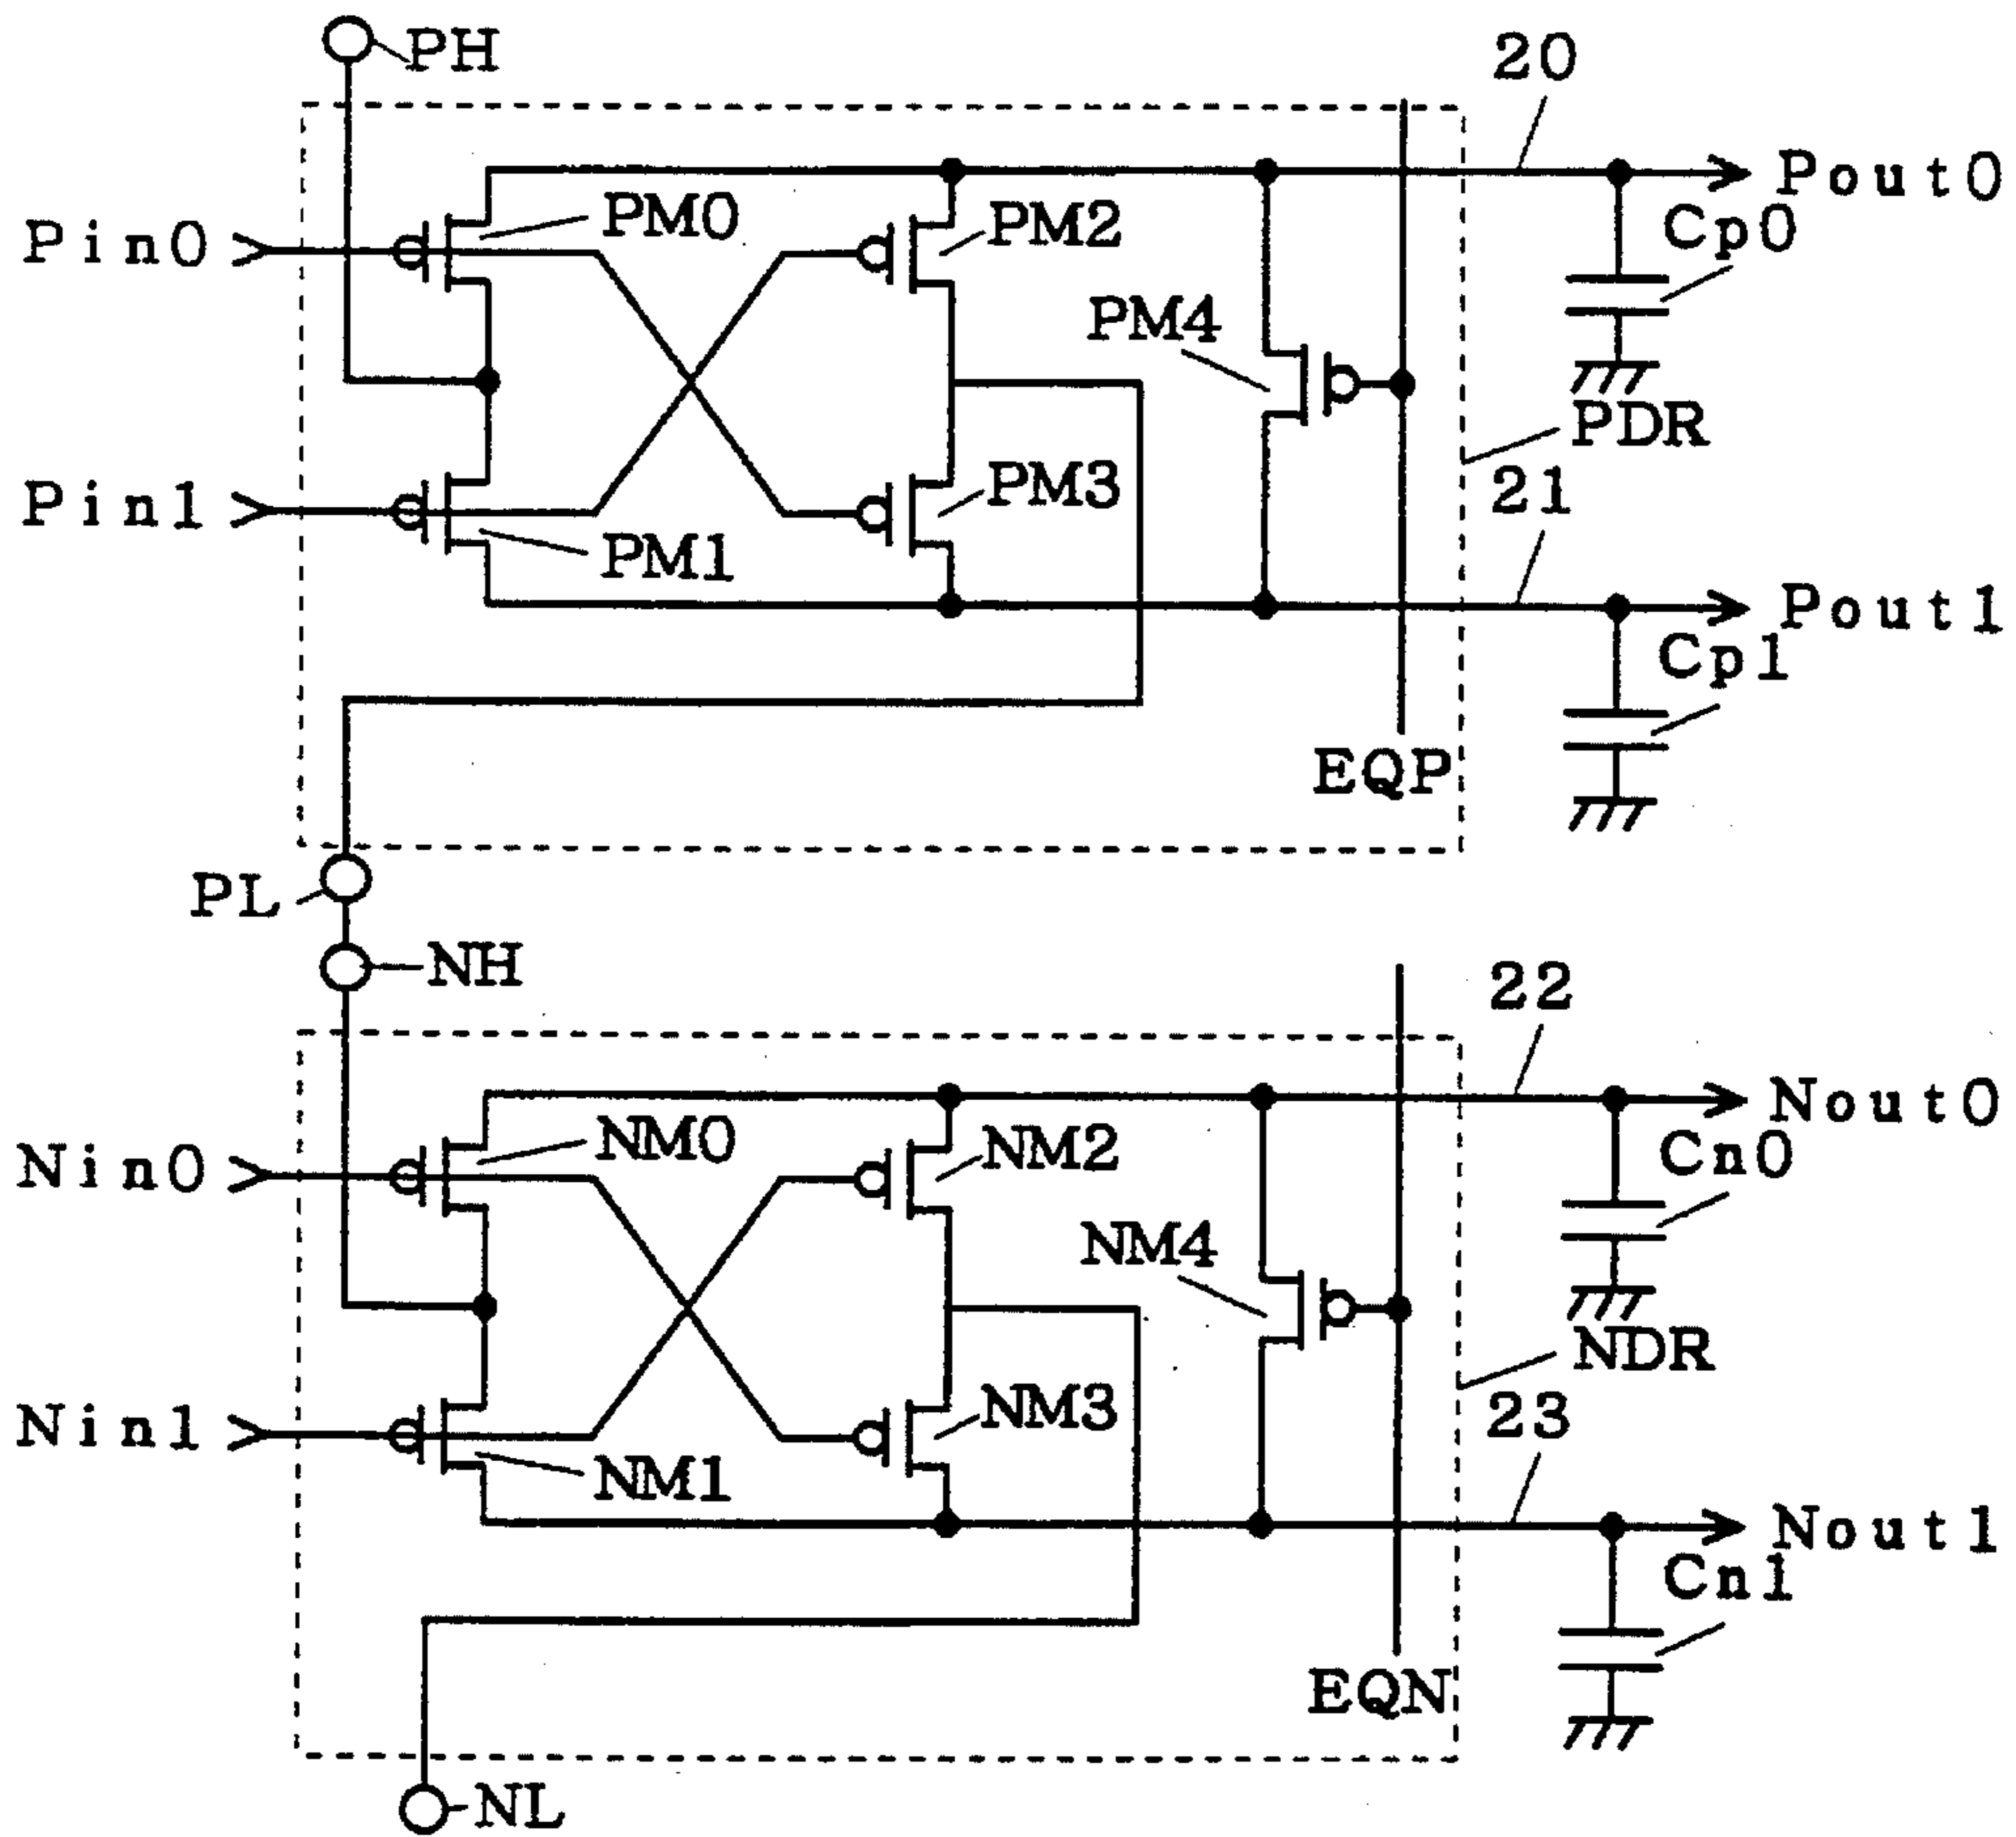 PH
20
Pout0
Pin0
PM0
PM2
Cp0
PM4
PDR
Pin1
PM3
21
PM1
Pout1
Cp1
EQP
PL
NH
22
Nout0
Nin0
NM0
NM2
Cn0
NM4
NDR
Nin1
NM3
23
NM1
Nout1
Cn1
EQN
NL